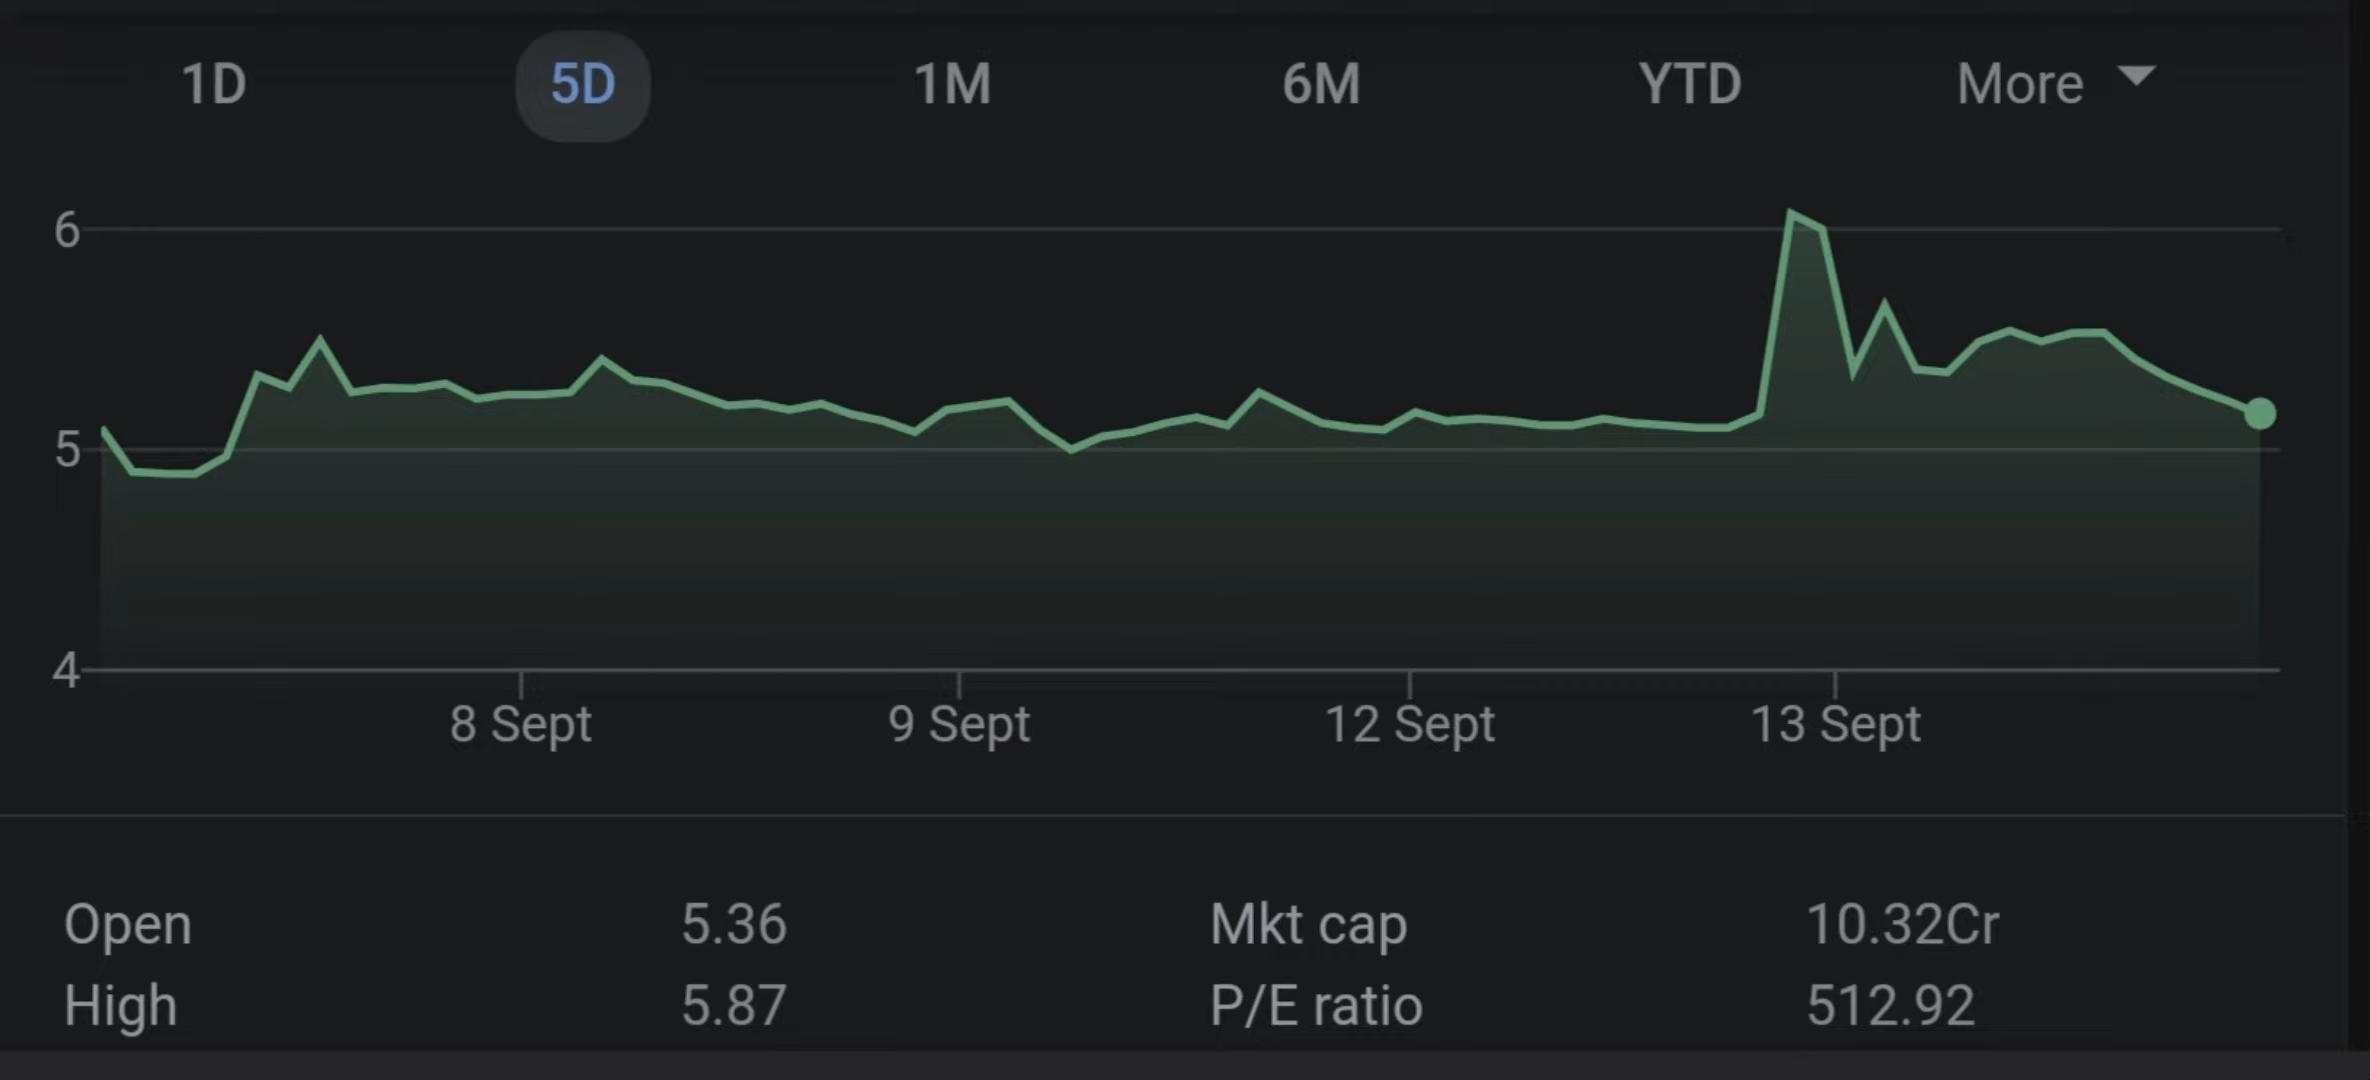 1D 5D 1M 6M YTD More
6
5
4
8 Sept 9 Sept 12 Sept 13 Sept
Open 5.36 Mkt cap 10.32Cr
High 5.87 P/E ratio 512.92